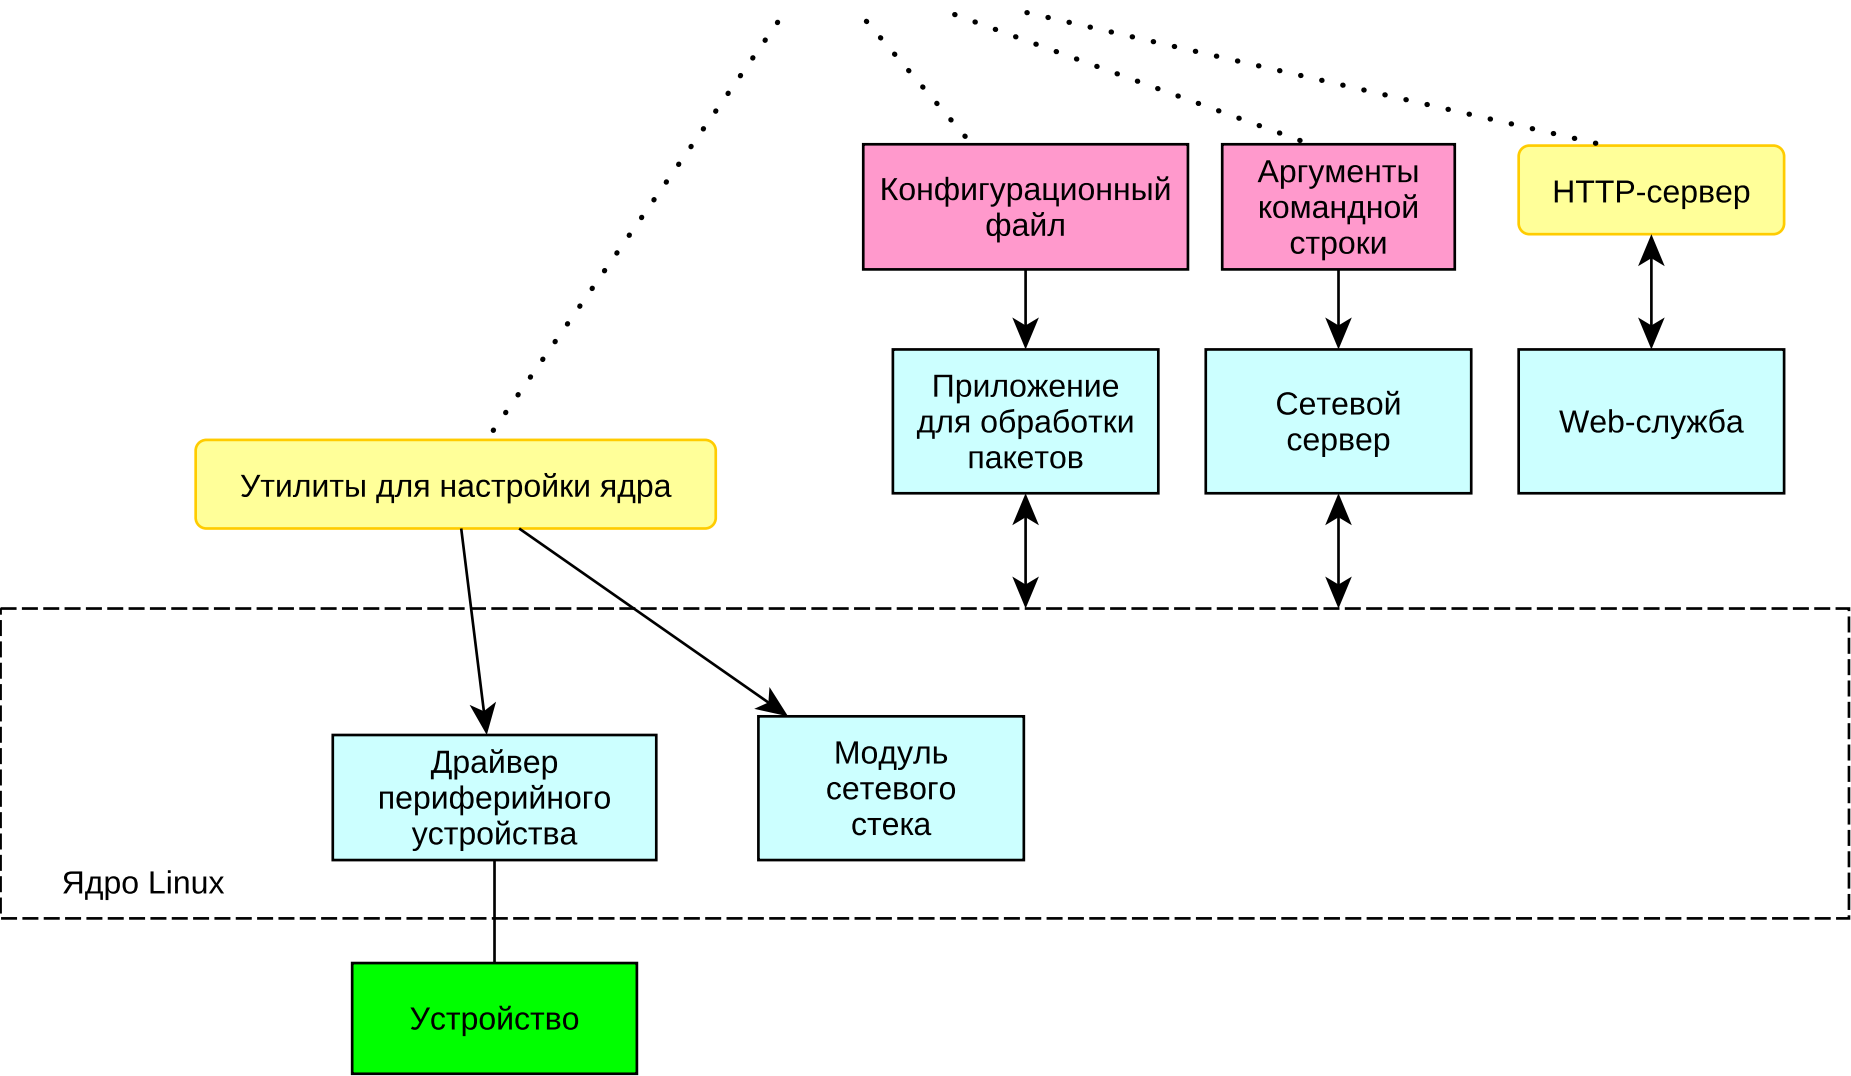 Конфигурационный
файл
Аргументы
командной
строки
HTTP-сервер
Приложение
для обработки
пакетов
Сетевой
сервер
Web-служба
Утилиты для настройки ядра
Драйвер
периферийного
устройства
Модуль
сетевого
стека
Ядро Linux
Устройство